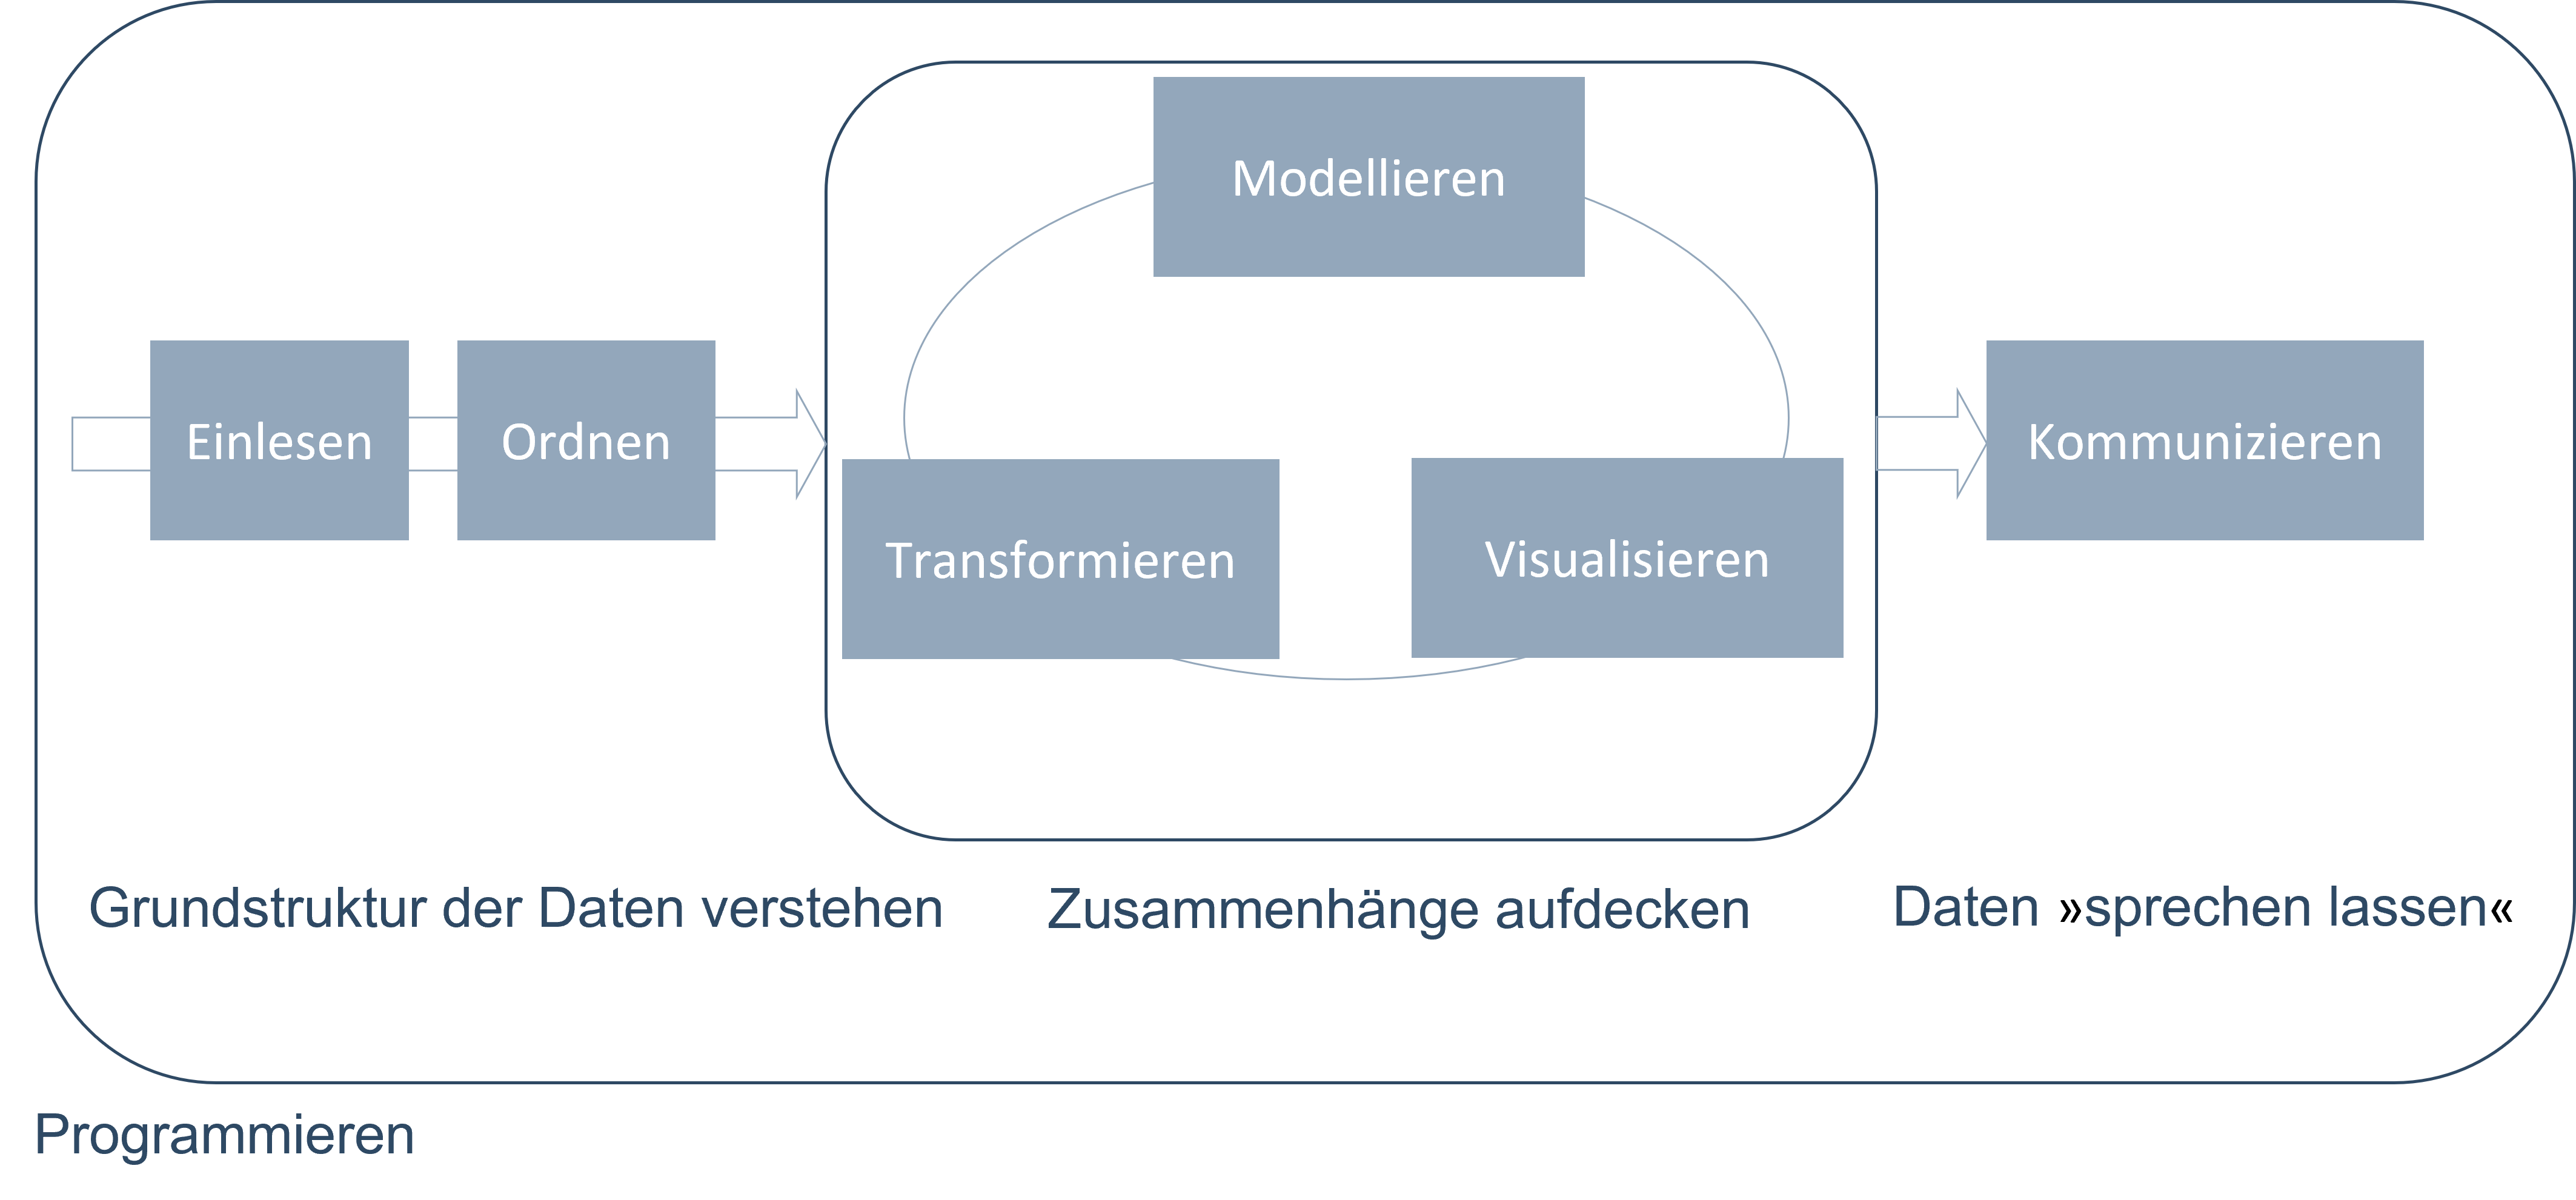 Modellieren
Einlesen
Ordnen
Kommunizieren
Transformieren
Visualisieren
Grundstruktur der Daten verstehen
Zusammenhänge aufdecken
Daten »sprechen lassen«
Programmieren